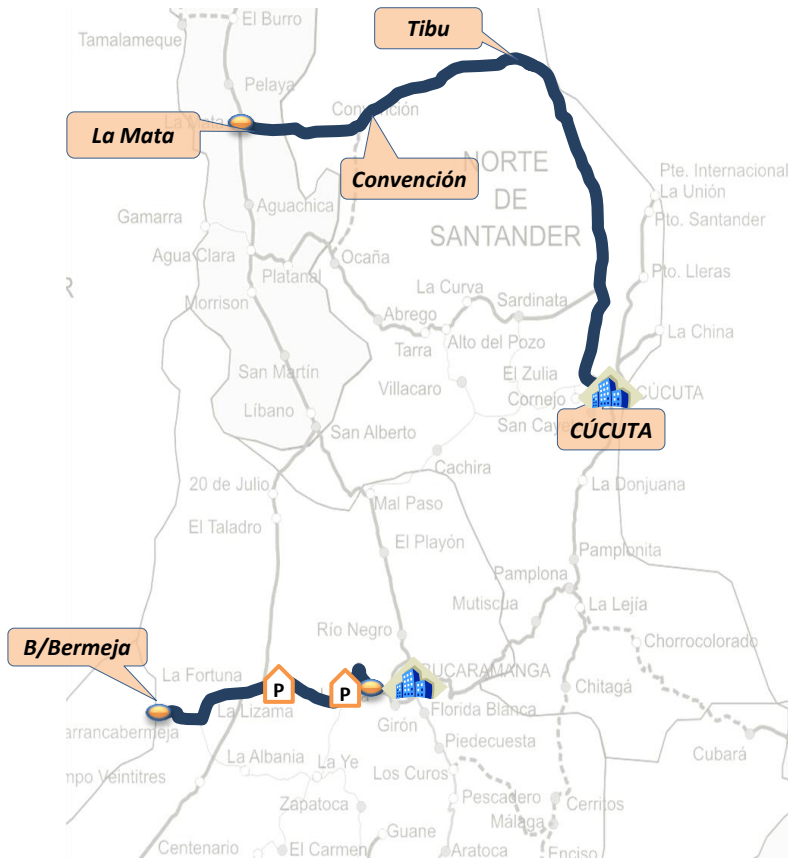 El Burro
Tamalameque
Tibu
Pelaya
La Mata
Convención
NORTE
DE
SANTANDER
Pte. Internacional
La Unión
Pto. Santander
Gamarra
Aguachica
Agua Clara
Platanal
Ocaña
Pto. Lleras
Morrison
La Curva
Sardinata
Abrego
La China
Tarra
Alto del Pozo
San Martín
Villacaro
El Zulia
Cornejo
CÚCUTA
Líbano
San Alberto
San Caye
CÚCUTA
Cachira
20 de Julio
Mal Paso
La Donjuana
El Taladro
El Playón
Pamplonita
Pamplona
Mutiscua
La Lejía
Río Negro
B/Bermeja
Chorrocolorado
La Fortuna
BUCARAMANGA
Chitagá
P
P
La Lizama
Girón
Florida Blanca
arrancabermeja
Piedecuesta
Cubará
La Albania
La Ye
Los Curos
mpo Veintitres
Zapatoca
Pescadero
Cerritos
Málaga
Guane
Centenario
El Carmen
Aratoca
Enciso